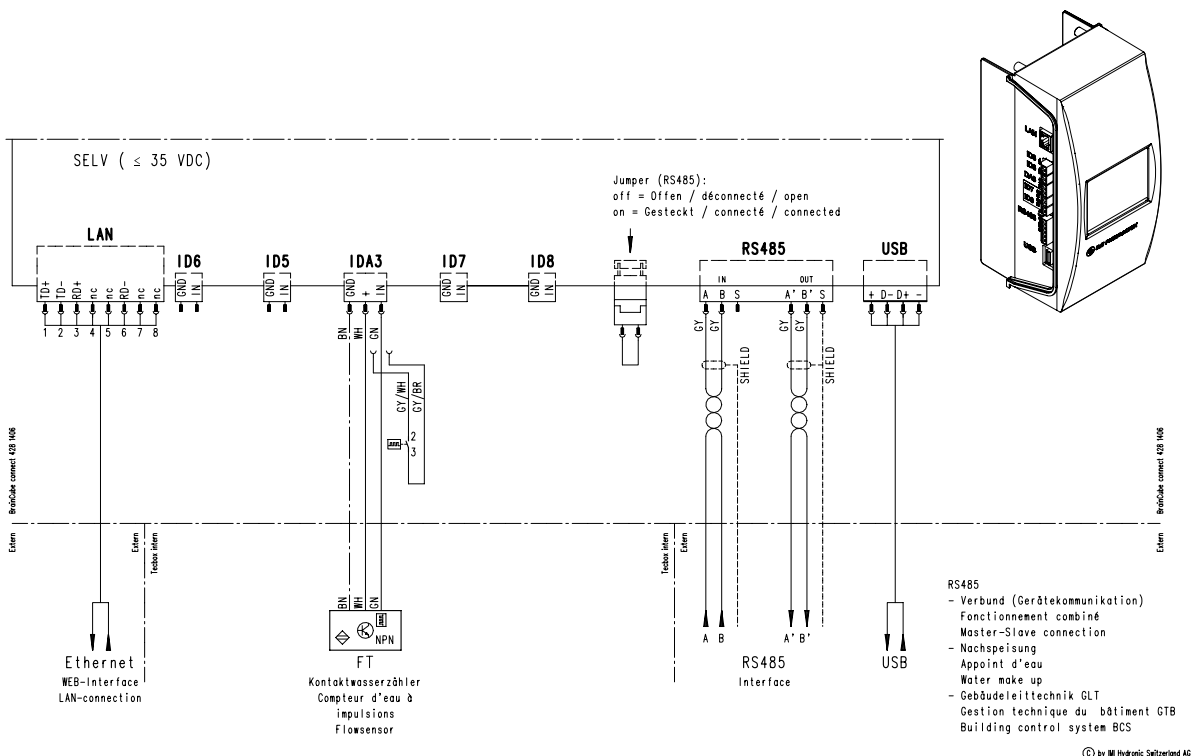 SELV ( ≤ 35 VDC)
Jumper (RS485):
off = Offen / déconnecté / open
on = Gesteckt / connecté / connected
LAN
ID6
ID5
IDA3
ID7
ID8
RS485
USB
TD+
TD-
RD+
nc
nc
RD-
nc
nc
GND
IN
GND
IN
GND
+
IN
GND
IN
GND
IN
IN
OUT
A B S
A' B' S
+ D- D+ -
1 2 3 4 5 6 7 8
BN
WH
GN
GY
GY
GY
GY
SHIELD
SHIELD
GY/WH
GY/BR
2
3
BrainCube connect 428 1406
BrainCube connect 428 1406
Extern
Extern
Tecbox intern
Tecbox intern
Extern
Extern
BN
WH
GN
NPN
A B
A' B'
Ethernet
WEB-Interface
LAN-connection
FT
Kontaktwasserzähler
Compteur d'eau à
impulsions
Flowsensor
RS485
Interface
USB
RS485
- Verbund (Gerätekommunikation)
Fonctionnement combiné
Master-Slave connection
- Nachspeisung
Appoint d'eau
Water make up
- Gebäudeleittechnik GLT
Gestion technique du bâtiment GTB
Building control system BCS
© by IMI Hydronic Switzerland AG
LAN
RS485
USB